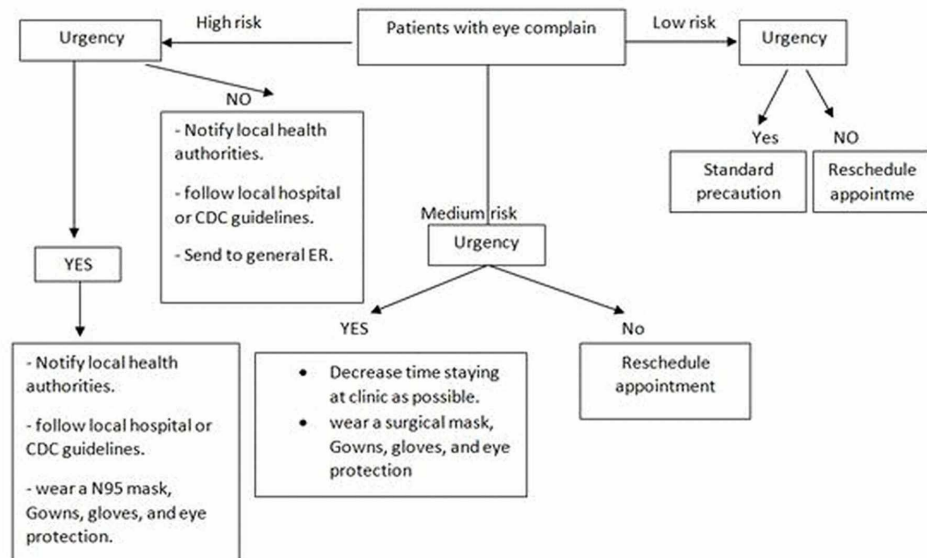 Patients with eye complain
High risk
Low risk
Urgency
Urgency
NO
- Notify local health
authorities.
- follow local hospital
or CDC guidelines.
- Send to general ER.
Yes
NO
Standard
precaution
Reschedule
appointme
Medium risk
Urgency
YES
YES
No
- Notify local health
authorities.
- follow local hospital or
CDC guidelines.
- wear a N95 mask,
Gowns, gloves, and eye
protection.
• Decrease time staying
at clinic as possible.
• wear a surgical mask,
Gowns, gloves, and eye
protection
Reschedule
appointment